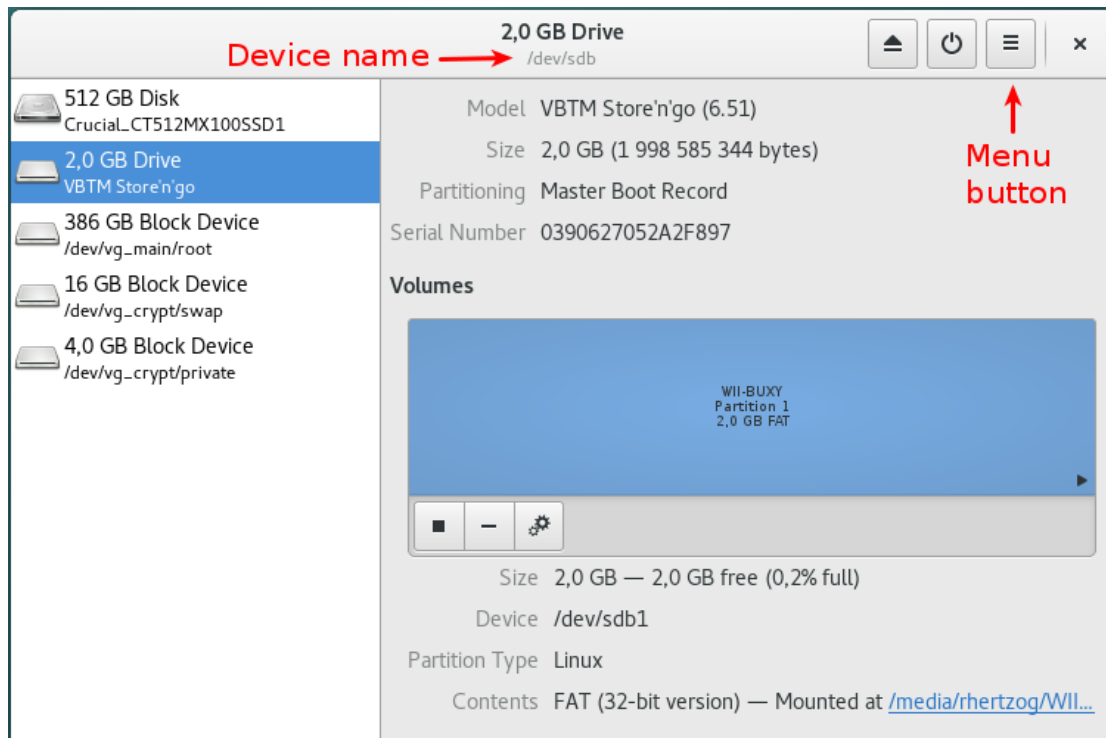 2,0 GB Drive
Device name
/dev/sdb
512 GB Disk
Crucial_CT512MX100SSD1
2,0 GB Drive
VBTM Store'n'go
386 GB Block Device
/dev/vg_main/root
16 GB Block Device
/dev/vg_crypt/swap
4,0 GB Block Device
/dev/vg_crypt/private
Model VBTM Store'n'go (6.51)
Size 2,0 GB (1 998 585 344 bytes)
Partitioning Master Boot Record
Serial Number 0390627052A2F897
Menu
button
Volumes
WII-BUXY
Partition 1
2,0 GB FAT
Size 2,0 GB — 2,0 GB free (0,2% full)
Device /dev/sdb1
Partition Type Linux
Contents FAT (32-bit version) — Mounted at /media/rhertzog/WII...